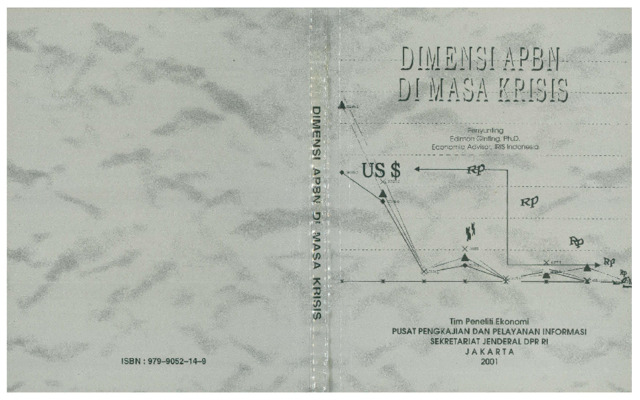 DIMENSI APBN
DI MASA KRISIS
Penyunting
Edimon Ginting, Ph.D.
Economic Advisor, IRIS Indonesia
US $
Rp
Rp
Rp
Rp
DIMENSI APBN DI MASA KRISIS
Tim Peneliti Ekonomi
PUSAT PENGKAJIAN DAN PELAYANAN INFORMASI
SEKRETARIAT JENDERAL DPR RI
JAKARTA
2001
ISBN : 979-9052-14-9